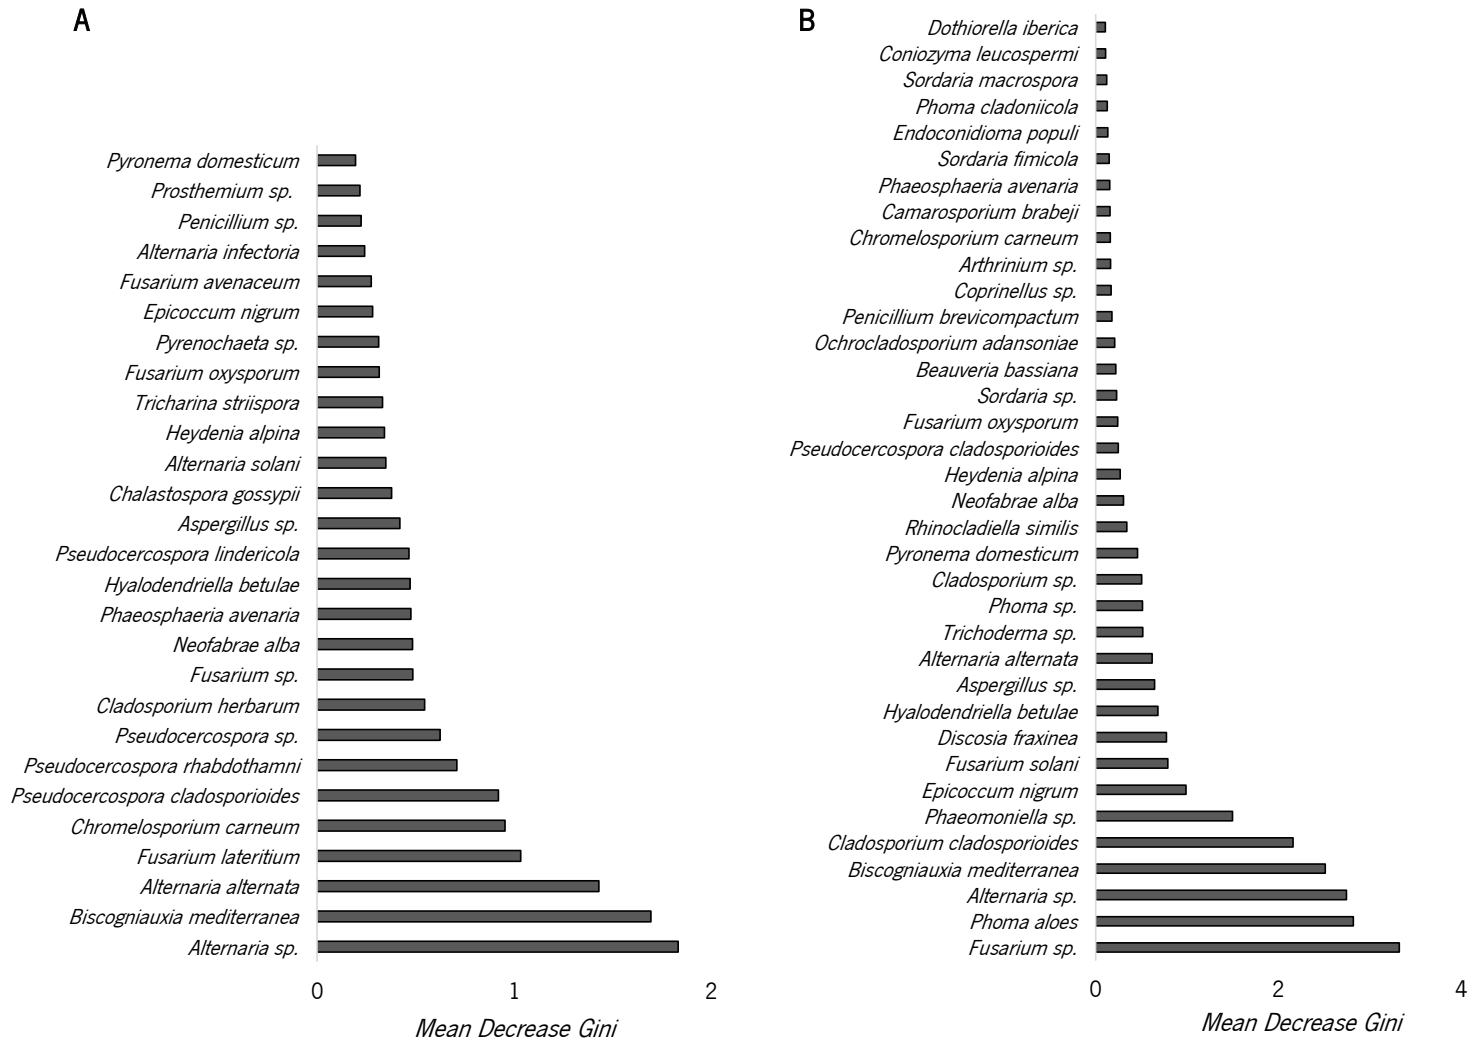 A
Pyronema domesticum
Prosthemium sp.
Penicillium sp.
Alternaria infectoria
Fusarium avenaceum
Epicoccum nigrum
Pyrenochaeta sp.
Fusarium oxysporum
Tricharina striispora
Heydenia alpina
Alternaria solani
Chalastospora gossypii
Aspergillus sp.
Pseudocercospora lindericola
Hyalodendriella betulae
Phaeosphaeria avenaria
Neofabrae alba
Fusarium sp.
Cladosporium herbarum
Pseudocercospora sp.
Pseudocercospora rhabdothamni
Pseudocercospora cladosporioides
Chromelosporium carneum
Fusarium lateritium
Alternaria alternata
Biscogniauxia mediterranea
Alternaria sp.
0 1 2
Mean Decrease Gini
B
Dothiorella iberica
Coniozyma leucospermi
Sordaria macrospora
Phoma cladoniicola
Endoconidioma populi
Sordaria fimicola
Phaeosphaeria avenaria
Camarosporium brabeji
Chromelosporium carneum
Arthrinium sp.
Coprinellus sp.
Penicillium brevicompactum
Ochrocladosporium adansoniae
Beauveria bassiana
Sordaria sp.
Fusarium oxysporum
Pseudocercospora cladosporioides
Heydenia alpina
Neofabrae alba
Rhinocladiella similis
Pyronema domesticum
Cladosporium sp.
Phoma sp.
Trichoderma sp.
Alternaria alternata
Aspergillus sp.
Hyalodendriella betulae
Discosia fraxinea
Fusarium solani
Epicoccum nigrum
Phaeomoniella sp.
Cladosporium cladosporioides
Biscogniauxia mediterranea
Alternaria sp.
Phoma aloes
Fusarium sp.
0 2 4
Mean Decrease Gini